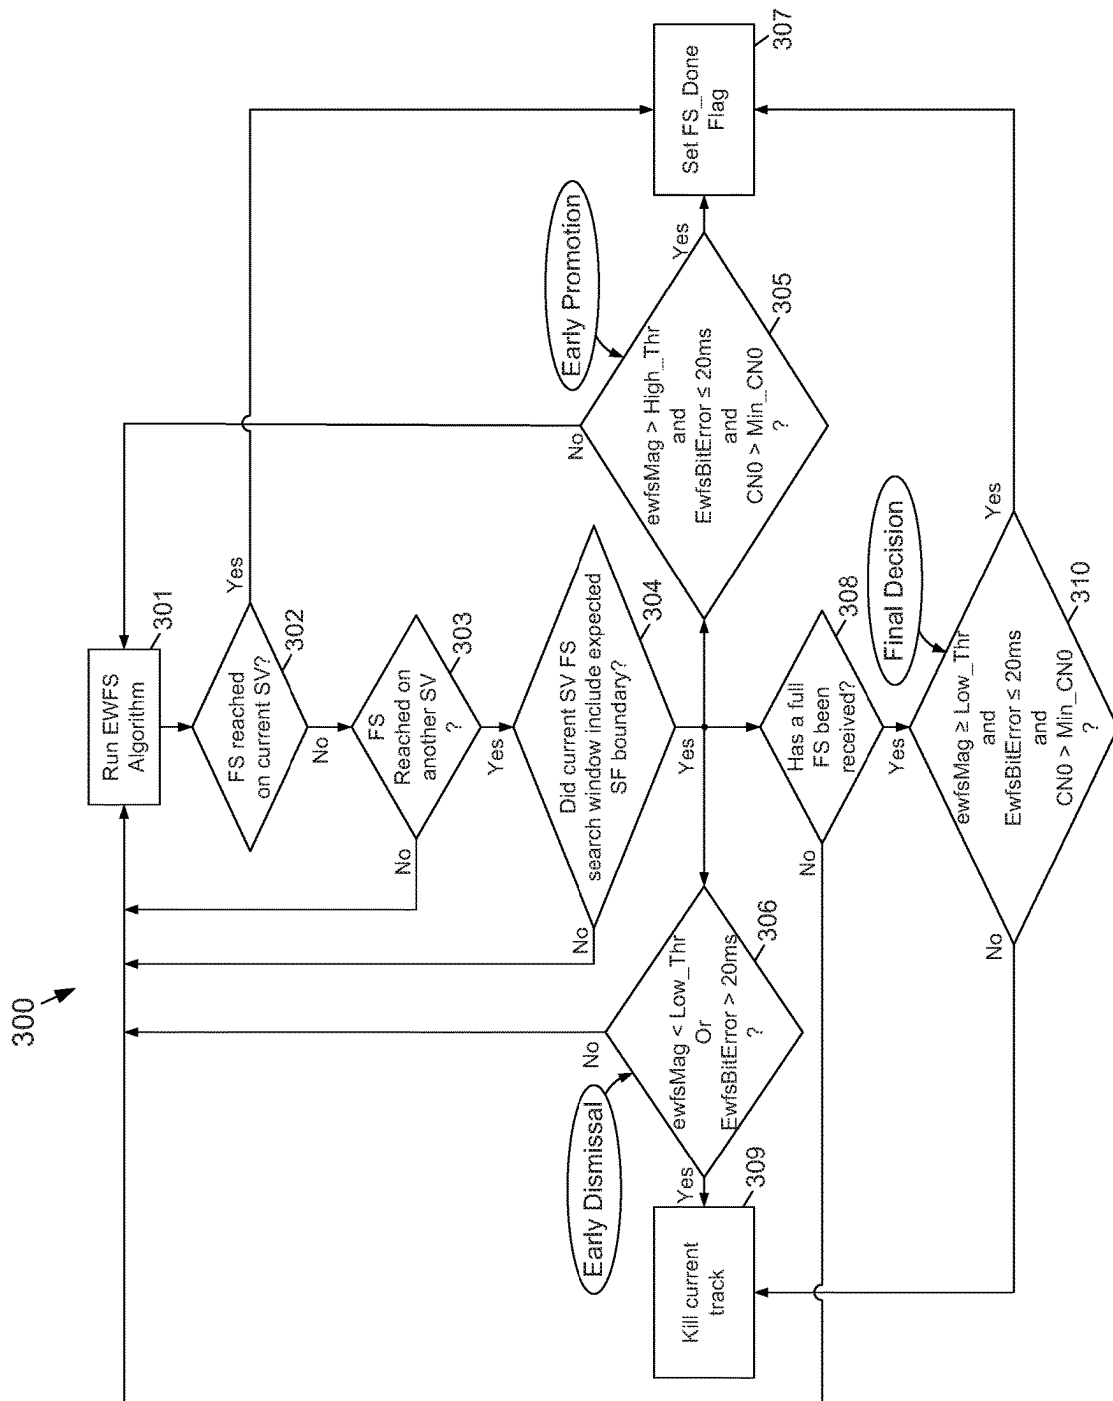 300
Run EWFS
Algorithm
301
FS reached
on current SV?
302
Yes
No
FS
Reached on
another SV
?
303
No
Yes
Did current SV FS
search window include expected
SF boundary?
304
No
Yes
Early Dismissal
ewfsMag < Low_Thr
Or
EwfsBitError > 20ms
?
306
No
Yes
Kill current
track
309
Early Promotion
ewfsMag > High_Thr
and
EwfsBitError ≤ 20ms
and
CN0 > Min_CN0
?
305
No
Yes
Set FS_Done
Flag
307
Has a full
FS been
received?
308
No
Yes
Final Decision
ewfsMag ≥ Low_Thr
and
EwfsBitError ≤ 20ms
and
CN0 > Min_CN0
?
310
No
Yes